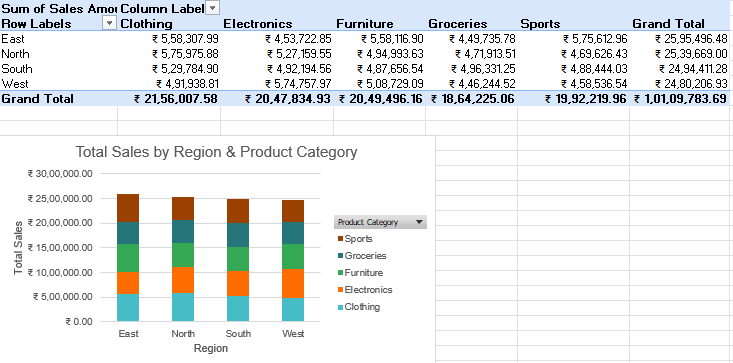 Sum of Sales Amo Column Label
Row Labels Clothing Electronics Furniture Groceries Sports Grand Total
East ₹ 5,58,307.99 ₹ 4,53,722.85 ₹ 5,58,116.90 ₹ 4,49,735.78 ₹ 5,75,612.96 ₹ 25,95,496.48
North ₹ 5,75,975.88 ₹ 5,27,159.55 ₹ 4,94,993.63 ₹ 4,71,913.51 ₹ 4,69,626.43 ₹ 25,39,669.00
South ₹ 5,29,784.90 ₹ 4,92,194.56 ₹ 4,87,656.54 ₹ 4,96,331.25 ₹ 4,88,444.03 ₹ 24,94,411.28
West ₹ 4,91,938.81 ₹ 5,74,757.97 ₹ 5,08,729.09 ₹ 4,46,244.52 ₹ 4,58,536.54 ₹ 24,80,206.93
Grand Total ₹ 21,56,007.58 ₹ 20,47,834.93 ₹ 20,49,496.16 ₹ 18,64,225.06 ₹ 19,92,219.96 ₹ 1,01,09,783.69
Total Sales by Region & Product Category
₹ 30,00,000.00
₹ 25,00,000.00
₹ 20,00,000.00
₹ 15,00,000.00
₹ 10,00,000.00
₹ 5,00,000.00
₹ 0.00
Total Sales
East North South West
Region
Product Category
Sports
Groceries
Furniture
Electronics
Clothing